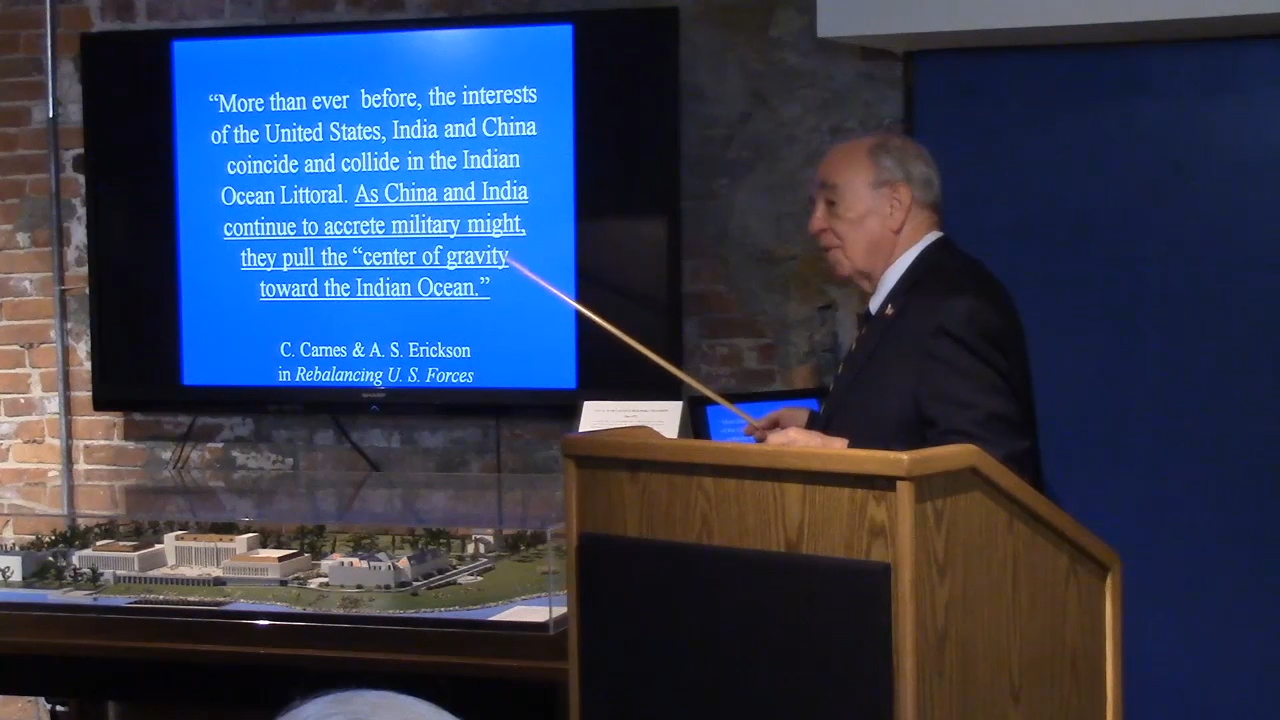 “More than ever before, the interests
of the United States, India and China
coincide and collide in the Indian
Ocean Littoral. As China and India
continue to accrete military might,
they pull the “center of gravity
toward the Indian Ocean.”
C. Carnes & A. S. Erickson
in Rebalancing U. S. Forces
SHARP